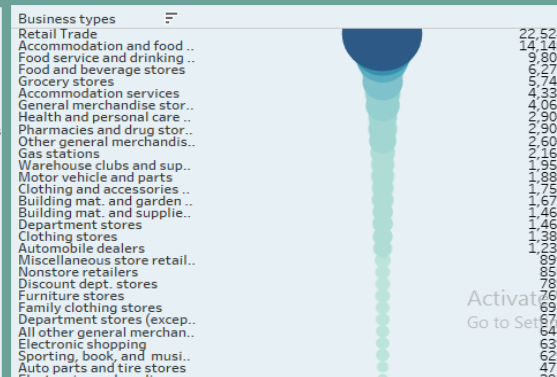 Business types
Retail Trade 22,52
Accommodation and food .. 14,14
Food service and drinking .. 9,80
Food and beverage stores 6,27
Grocery stores 5,74
Accommodation services 4,33
General merchandise stor.. 4,06
Health and personal care .. 2,90
Pharmacies and drug stor.. 2,90
Other general merchandis.. 2,60
Gas stations 2,16
Warehouse clubs and sup.. 1,95
Motor vehicle and parts 1,88
Clothing and accessories .. 1,75
Building mat. and garden .. 1,67
Building mat. and supplie.. 1,46
Department stores 1,46
Clothing stores 1,38
Automobile dealers 1,23
Miscellaneous store retail.. 89
Nonstore retailers 85
Discount dept. stores 78
Furniture stores
Family clothing stores 69
Department stores (excep..
All other general merchan.. 64
Electronic shopping 63
Sporting, book, and musi.. 62
Auto parts and tire stores 47
Activate
Go to Set